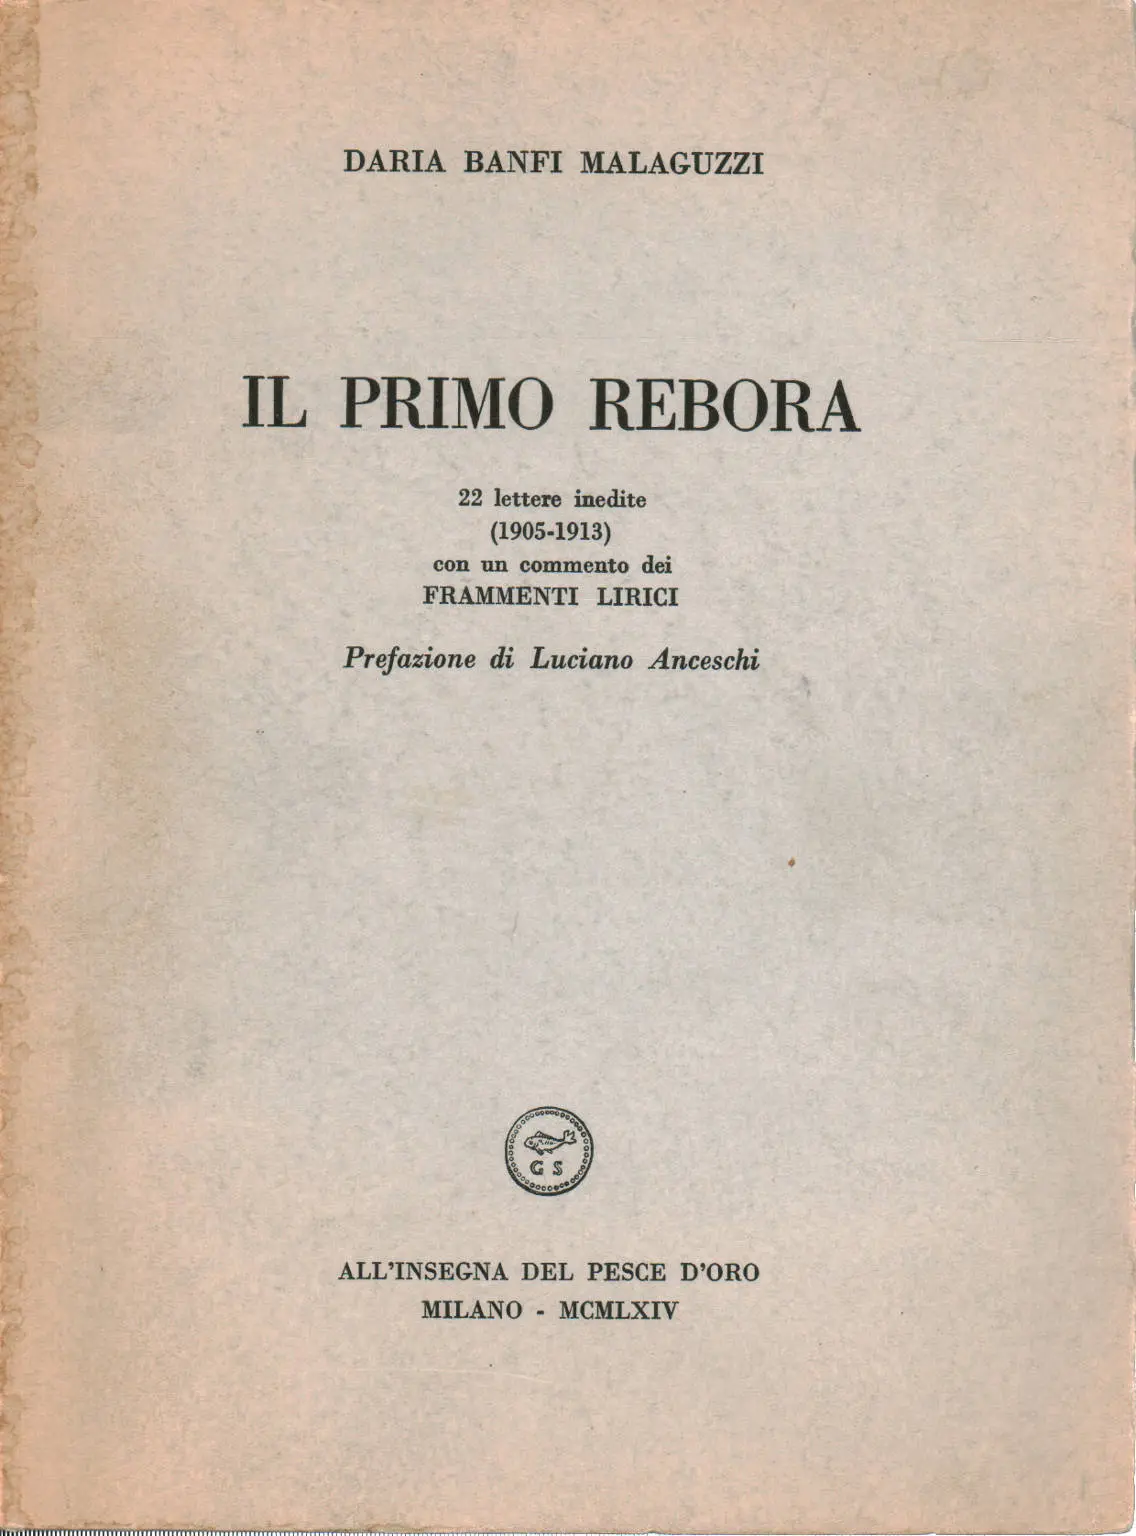 DARIA BANFI MALAGUZZI
IL PRIMO REBORA
22 lettere inedite
(1905-1913)
con un commento dei
FRAMMENTI LIRICI
Prefazione di Luciano Anceschi
G S
ALL'INSEGNA DEL PESCE D'ORO
MILANO - MCMLXIV